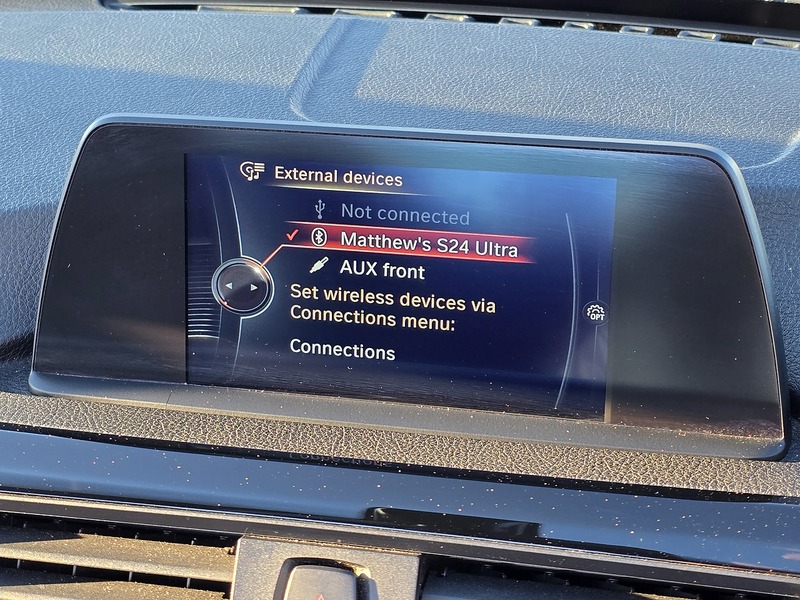 External devices
Not connected
Matthew's S24 Ultra
AUX front
Set wireless devices via
Connections menu:
OPT
Connections